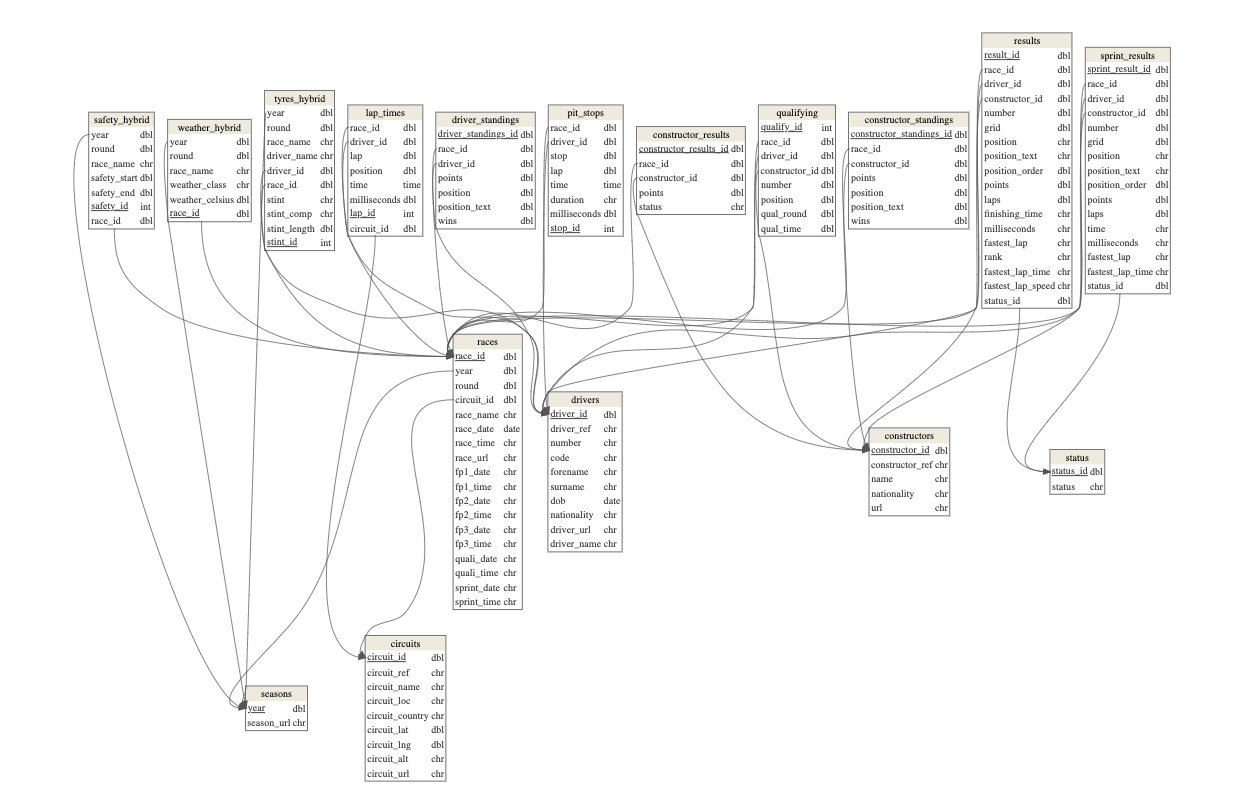 safety_hybrid
year dbl
round dbl
race_name chr
safety_start dbl
safety_end dbl
safety_id int
race_id dbl
weather_hybrid
year dbl
round dbl
race_name chr
weather_class chr
weather_celsius dbl
race_id dbl
tyres_hybrid
year dbl
round dbl
race_name chr
driver_name chr
driver_id dbl
race_id dbl
stint chr
stint_comp chr
stint_length dbl
stint_id int
lap_times
race_id dbl
driver_id dbl
lap dbl
position dbl
time time
milliseconds dbl
lap_id int
circuit_id dbl
driver_standings
driver_standings_id dbl
race_id dbl
driver_id dbl
points dbl
position dbl
position_text dbl
wins dbl
pit_stops
race_id dbl
driver_id dbl
stop dbl
lap dbl
time time
duration chr
milliseconds dbl
stop_id int
constructor_results
constructor_results_id dbl
race_id dbl
constructor_id dbl
points dbl
status chr
qualifying
qualify_id int
race_id dbl
driver_id dbl
constructor_id dbl
number dbl
position dbl
qual_round dbl
qual_time dbl
constructor_standings
constructor_standings_id dbl
race_id dbl
constructor_id dbl
points dbl
position dbl
position_text dbl
wins dbl
results
result_id dbl
race_id dbl
driver_id dbl
constructor_id dbl
number dbl
grid dbl
position chr
position_text chr
position_order dbl
points dbl
laps dbl
finishing_time chr
milliseconds chr
fastest_lap chr
rank chr
fastest_lap_time chr
fastest_lap_speed chr
status_id dbl
sprint_results
sprint_result_id dbl
race_id dbl
driver_id dbl
constructor_id dbl
number dbl
grid dbl
position chr
position_text chr
position_order dbl
points dbl
laps dbl
time chr
milliseconds chr
fastest_lap chr
fastest_lap_time chr
status_id dbl
races
race_id dbl
year dbl
round dbl
circuit_id dbl
race_name chr
race_date date
race_time chr
race_url chr
fp1_date chr
fp1_time chr
fp2_date chr
fp2_time chr
fp3_date chr
fp3_time chr
quali_date chr
quali_time chr
sprint_date chr
sprint_time chr
drivers
driver_id dbl
driver_ref chr
number chr
code chr
forename chr
surname chr
dob date
nationality chr
driver_url chr
driver_name chr
constructors
constructor_id dbl
constructor_ref chr
name chr
nationality chr
url chr
status
status_id dbl
status chr
circuits
circuit_id dbl
circuit_ref chr
circuit_name chr
circuit_loc chr
circuit_country chr
circuit_lat dbl
circuit_lng dbl
circuit_alt chr
circuit_url chr
seasons
year dbl
season_url chr